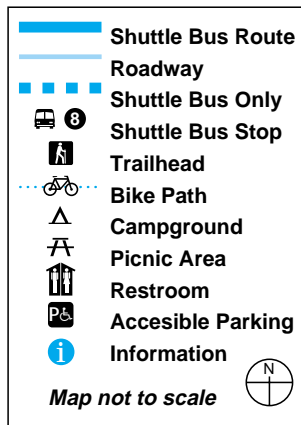 Shuttle Bus Route
Roadway
Shuttle Bus Only
8 Shuttle Bus Stop
Trailhead
Bike Path
Campground
Picnic Area
Restroom
P Accesible Parking
i Information
N
Map not to scale